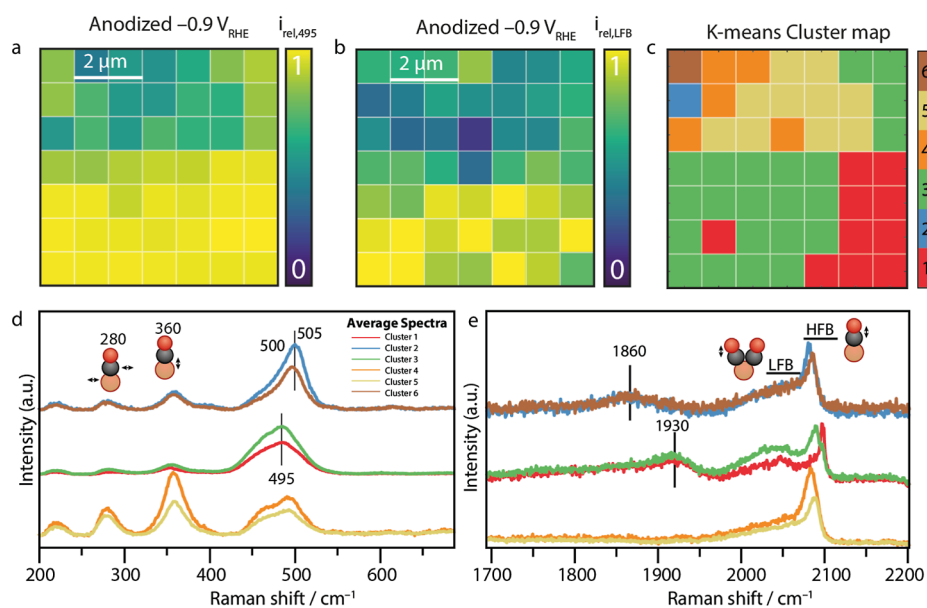 Anodized –0.9 VRHE
irel,495
Anodized –0.9 VRHE
irel,LFB
K-means Cluster map
a
2 μm
1
0
b
2 μm
1
0
c
6
5
4
3
2
1
d
280
360
500
505
495
Average Spectra
Cluster 1
Cluster 2
Cluster 3
Cluster 4
Cluster 5
Cluster 6
Intensity (a.u.)
200
300
400
500
600
Raman shift / cm⁻¹
e
1860
1930
LFB
HFB
Intensity (a.u.)
1700
1800
1900
2000
2100
2200
Raman shift / cm⁻¹